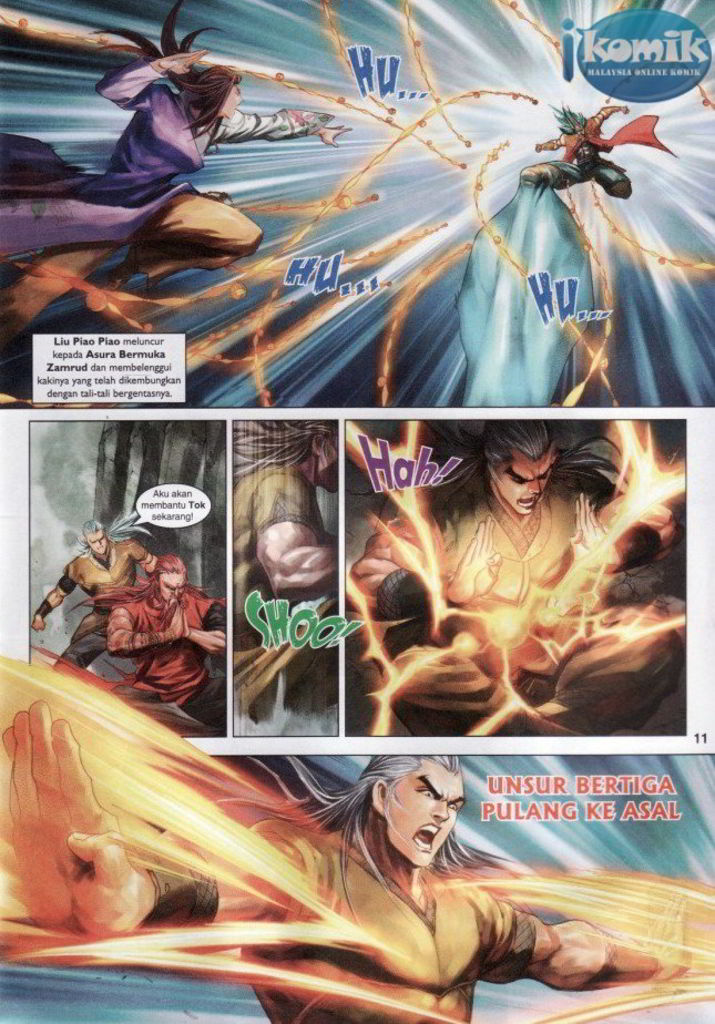 ikomik
MALAYSIA ONLINE KOMIK
HU...
HU...
HU...
Liu Piao Piao meluncur
kepada Asura Bermuka
Zamrud dan membelenggui
kakinya yang telah dikembungkan
dengan tali-tali bergentasnya.
Aku akan
membantu Tok
sekarang!
SHOO!
Hah!
11
UNSUR BERTIGA
PULANG KE ASAL